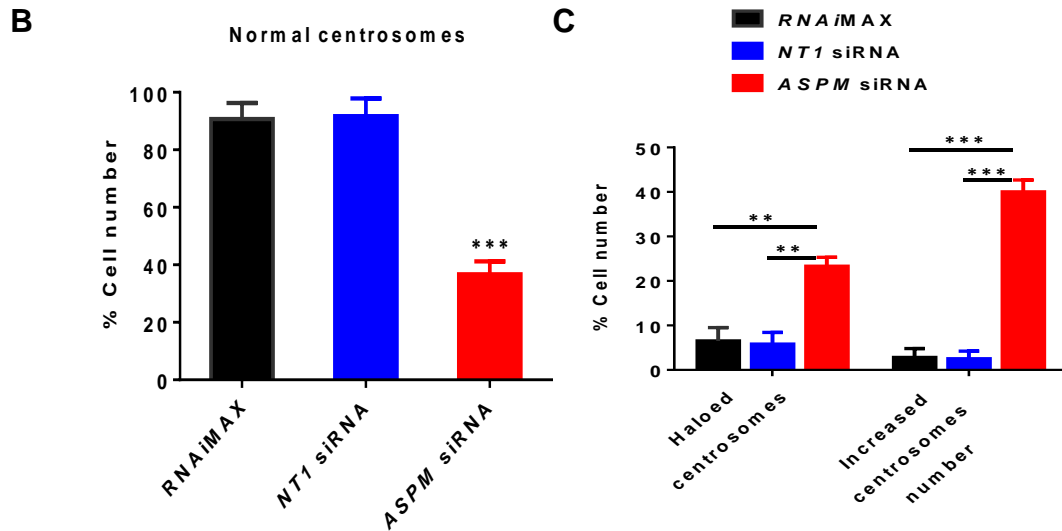 B
Normal centrosomes
% Cell number
100
80
60
40
20
0
***
RNAiMAX
NT1 siRNA
ASPM siRNA
C
RNAiMAX
NT1 siRNA
ASPM siRNA
% Cell number
50
40
30
20
10
0
**
**
***
***
Haloed
centrosomes
Increased
centrosomes
number